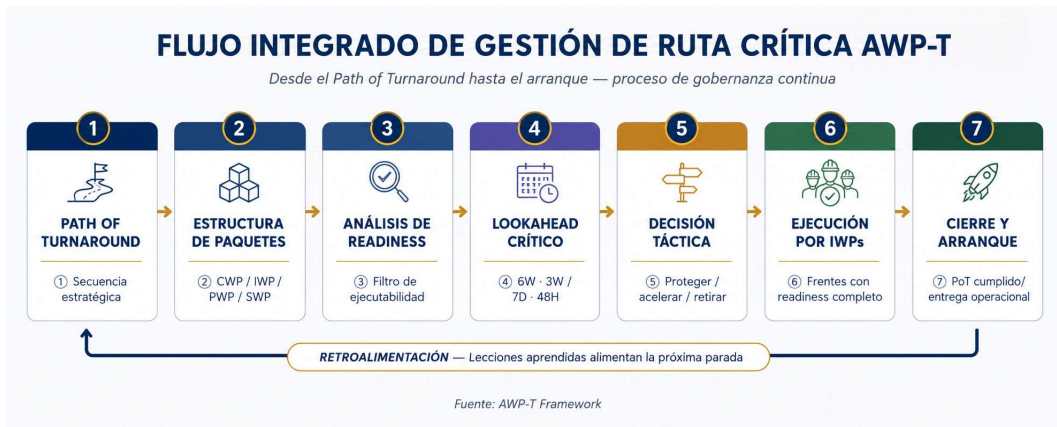 FLUJO INTEGRADO DE GESTIÓN DE RUTA CRÍTICA AWP-T
Desde el Path of Turnaround hasta el arranque — proceso de gobernanza continua
1
PATH OF
TURNAROUND
① Secuencia
estratégica
2
ESTRUCTURA
DE PAQUETES
② CWP / IWP /
PWP / SWP
3
ANÁLISIS DE
READINESS
③ Filtro de
ejecutabilidad
4
LOOKAHEAD
CRÍTICO
④ 6W · 3W /
7D · 48H
5
DECISIÓN
TÁCTICA
⑤ Proteger /
acelerar / retirar
6
EJECUCIÓN
POR IWPs
⑥ Frentes con
readiness completo
7
CIERRE Y
ARRANQUE
⑦ PoT cumplido/
entrega operacional
RETROALIMENTACIÓN — Lecciones aprendidas alimentan la próxima parada
Fuente: AWP-T Framework